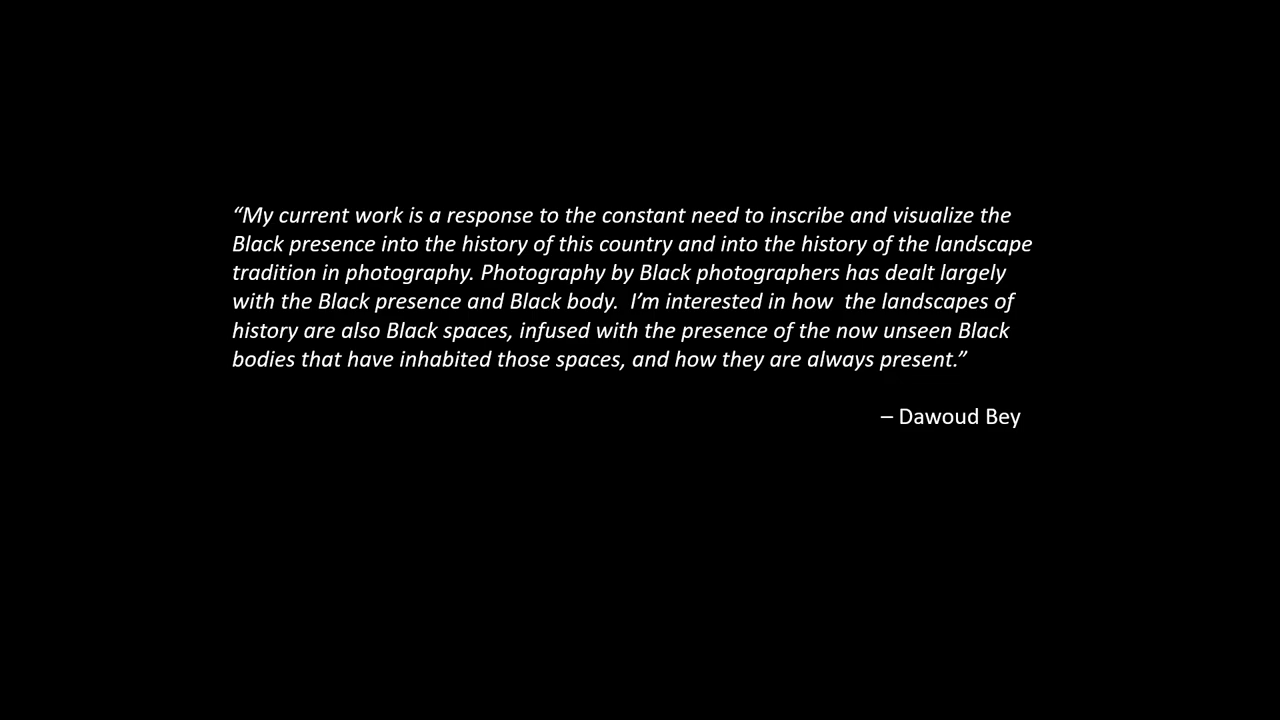 “My current work is a response to the constant need to inscribe and visualize the
Black presence into the history of this country and into the history of the landscape
tradition in photography. Photography by Black photographers has dealt largely
with the Black presence and Black body.  I’m interested in how  the landscapes of
history are also Black spaces, infused with the presence of the now unseen Black
bodies that have inhabited those spaces, and how they are always present.”
– Dawoud Bey